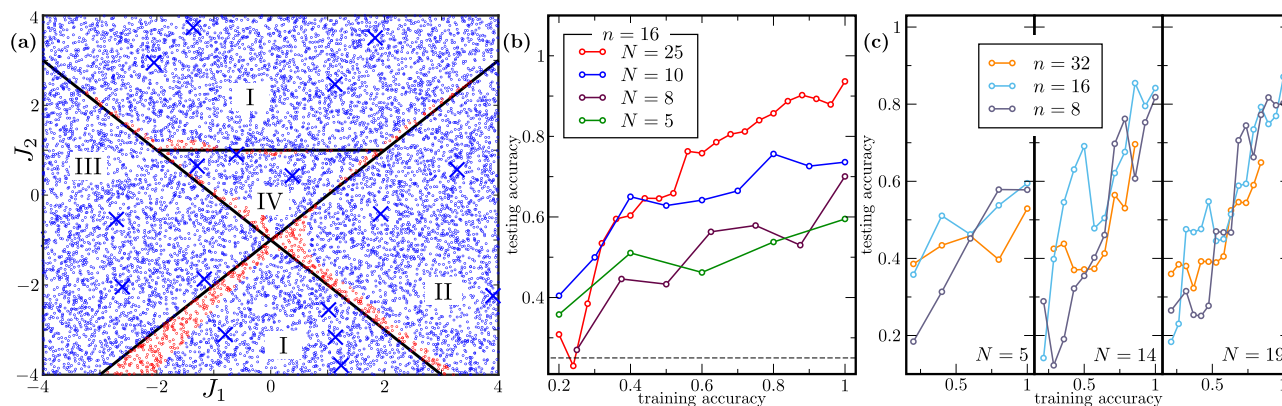 (a)
4
2
0
−2
−4
J2
−4
−2
0
2
4
J1
I
III
IV
II
I
(b)
1
0.8
0.6
0.4
testing accuracy
0.2
0.4
0.6
0.8
1
training accuracy
n = 16
N = 25
N = 10
N = 8
N = 5
(c)
1
0.8
0.6
0.4
0.2
testing accuracy
n = 32
n = 16
n = 8
N = 5
N = 14
N = 19
0.5
0.5
1
0.5
1
training accuracy